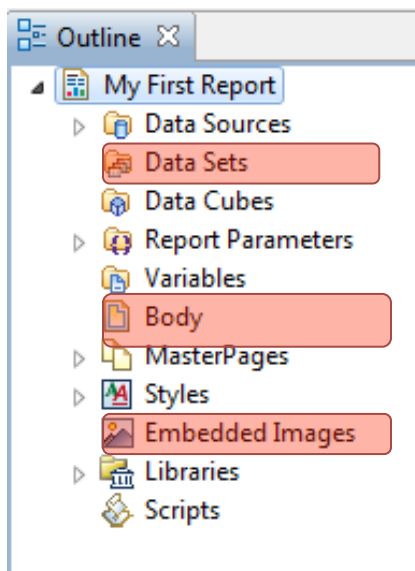 Outline
My First Report
Data Sources
Data Sets
Data Cubes
Report Parameters
Variables
Body
MasterPages
Styles
Embedded Images
Libraries
Scripts